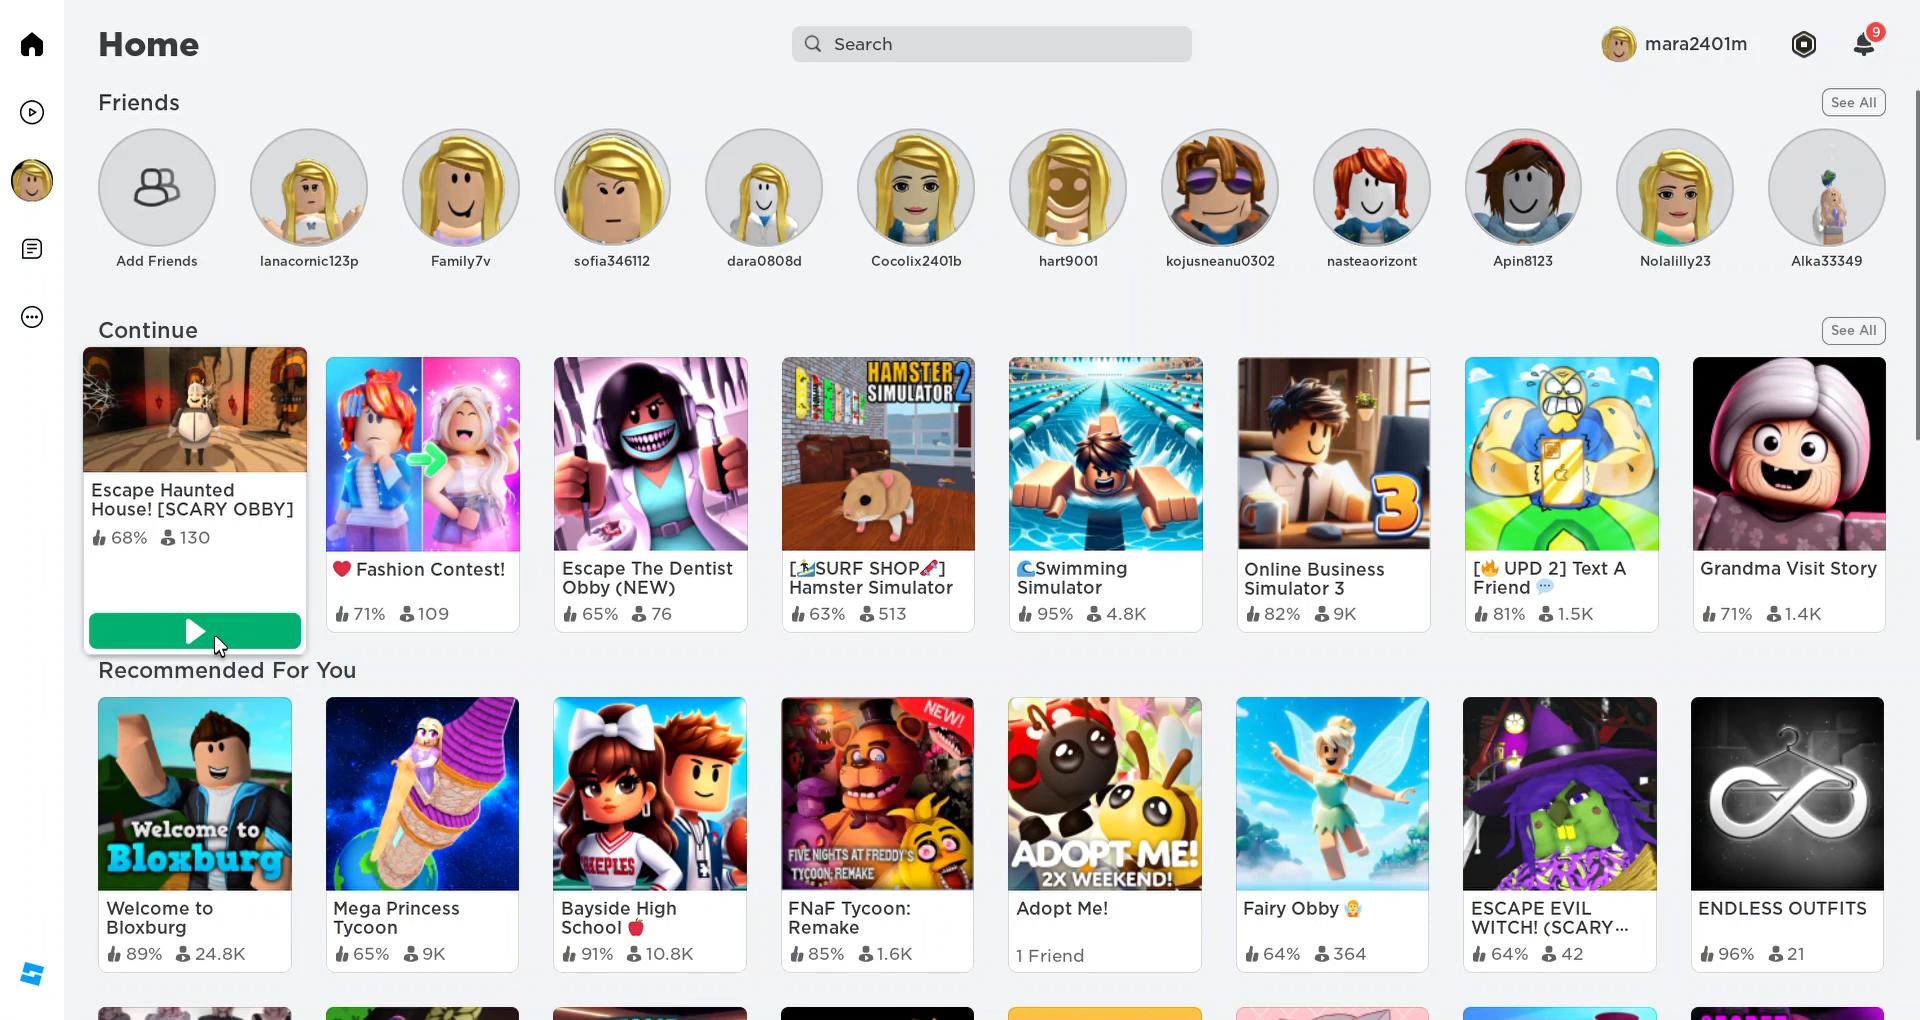 Home
Search
mara2401m
9
Friends
See All
Add Friends
lanacornic123p
Family7v
sofia346112
dara0808d
Cocolix2401b
hart9001
kojusneanu0302
nasteaorizont
Apin8123
Nolalilly23
Alka33349
Continue
See All
Escape Haunted
House! [SCARY OBBY]
68% 130
Fashion Contest!
71% 109
Escape The Dentist
Obby (NEW)
65% 76
HAMSTER
SIMULATOR 2
[🏄SURF SHOP🛹]
Hamster Simulator
63% 513
🌊Swimming
Simulator
95% 4.8K
3
Online Business
Simulator 3
82% 9K
[🔥 UPD 2] Text A
Friend 💬
81% 1.5K
Grandma Visit Story
71% 1.4K
Recommended For You
Welcome to
Bloxburg
Welcome to
Bloxburg
89% 24.8K
Mega Princess
Tycoon
65% 9K
Bayside High
School 🍎
91% 10.8K
NEW!
FIVE NIGHTS AT FREDDY'S
TYCOON: REMAKE
FNaF Tycoon:
Remake
85% 1.6K
ADOPT ME!
2X WEEKEND!
Adopt Me!
1 Friend
Fairy Obby 🧚
64% 364
ESCAPE EVIL
WITCH! (SCARY...
64% 42
ENDLESS OUTFITS
96% 21